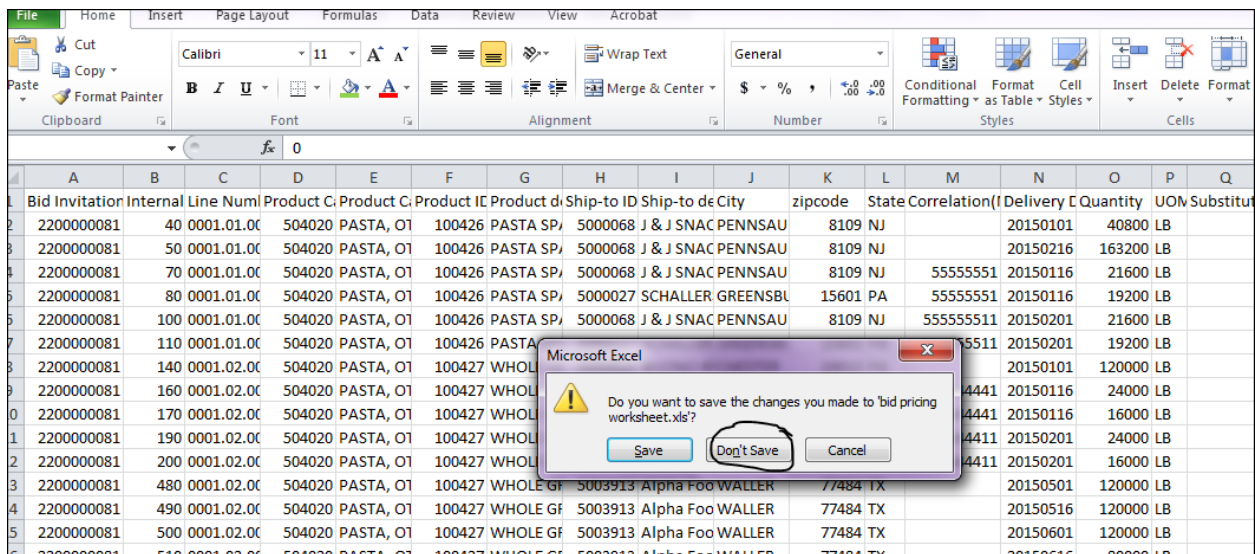 File Home Insert Page Layout Formulas Data Review View Acrobat
Cut
Copy
Format Painter
Paste
Calibri 11 A A
Wrap Text
General
B I U A
Merge & Center
$ % , .00 .00
Conditional Formatting
Format as Table
Cell Styles
Insert Delete Format
Clipboard Font Alignment Number Styles Cells
fx 0
A B C D E F G H I J K L M N O P Q
Bid Invitation Internal Line Num Product Ca Product Ca Product ID Product de Ship-to ID Ship-to de City zipcode State Correlation( Delivery D Quantity UOM Substitut
2200000081 40 0001.01.00 504020 PASTA, OT 100426 PASTA SPA 5000068 J & J SNAC PENNSAU 8109 NJ 20150101 40800 LB
2200000081 50 0001.01.00 504020 PASTA, OT 100426 PASTA SPA 5000068 J & J SNAC PENNSAU 8109 NJ 20150216 163200 LB
2200000081 70 0001.01.00 504020 PASTA, OT 100426 PASTA SPA 5000068 J & J SNAC PENNSAU 8109 NJ 55555551 20150116 21600 LB
2200000081 80 0001.01.00 504020 PASTA, OT 100426 PASTA SPA 5000027 SCHALLER GREENSBU 15601 PA 55555551 20150116 19200 LB
2200000081 100 0001.01.00 504020 PASTA, OT 100426 PASTA SPA 5000068 J & J SNAC PENNSAU 8109 NJ 555555511 20150201 21600 LB
2200000081 110 0001.01.00 504020 PASTA, OT 100426 PASTA 5511 20150201 19200 LB
2200000081 140 0001.02.00 504020 PASTA, OT 100427 WHOL 20150101 120000 LB
2200000081 160 0001.02.00 504020 PASTA, OT 100427 WHOL 4441 20150116 24000 LB
2200000081 170 0001.02.00 504020 PASTA, OT 100427 WHOL 4441 20150116 16000 LB
2200000081 190 0001.02.00 504020 PASTA, OT 100427 WHOL 4411 20150201 24000 LB
2200000081 200 0001.02.00 504020 PASTA, OT 100427 WHOL 4411 20150201 16000 LB
2200000081 480 0001.02.00 504020 PASTA, OT 100427 WHOLE GF 5003913 Alpha Foo WALLER 77484 TX 20150501 120000 LB
2200000081 490 0001.02.00 504020 PASTA, OT 100427 WHOLE GF 5003913 Alpha Foo WALLER 77484 TX 20150516 120000 LB
2200000081 500 0001.02.00 504020 PASTA, OT 100427 WHOLE GF 5003913 Alpha Foo WALLER 77484 TX 20150601 120000 LB
Microsoft Excel
Do you want to save the changes you made to 'bid pricing
worksheet.xls'?
Save Don't Save Cancel